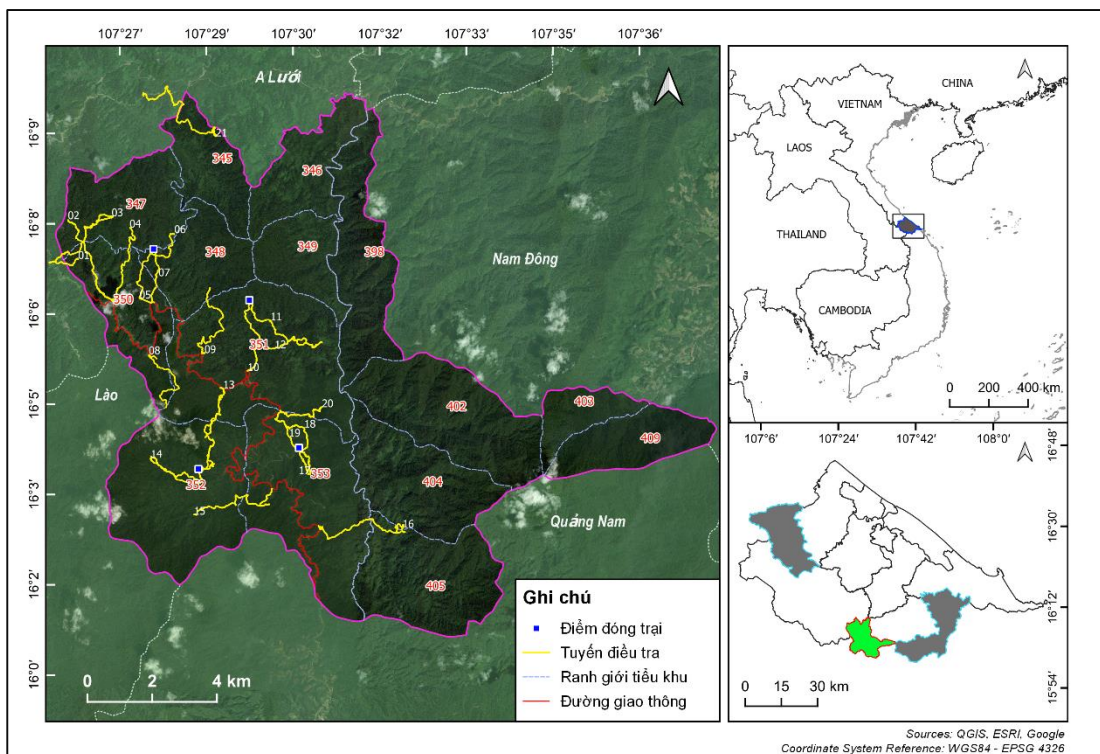 107°27' 107°29' 107°30' 107°32' 107°33' 107°35' 107°36'
16°9'
16°8'
16°6'
16°5'
16°3'
16°2'
16°0'
A Lưới
21
345
346
347
02
03
04
06
348
349
398
Nam Đông
01
07
05
350
11
351
12
08
09
10
13
Lào
402
403
409
20
18
19
14
352
353
404
15
16
Quảng Nam
405
0 2 4 km
Ghi chú
Điểm đóng trại
Tuyến điều tra
Ranh giới tiểu khu
Đường giao thông
CHINA
VIETNAM
LAOS
THAILAND
CAMBODIA
0 200 400 km
107°6' 107°24' 107°42' 108°0'
16°48'
16°30'
16°12'
15°54'
0 15 30 km
Sources: QGIS, ESRI, Google
Coordinate System Reference: WGS84 - EPSG 4326